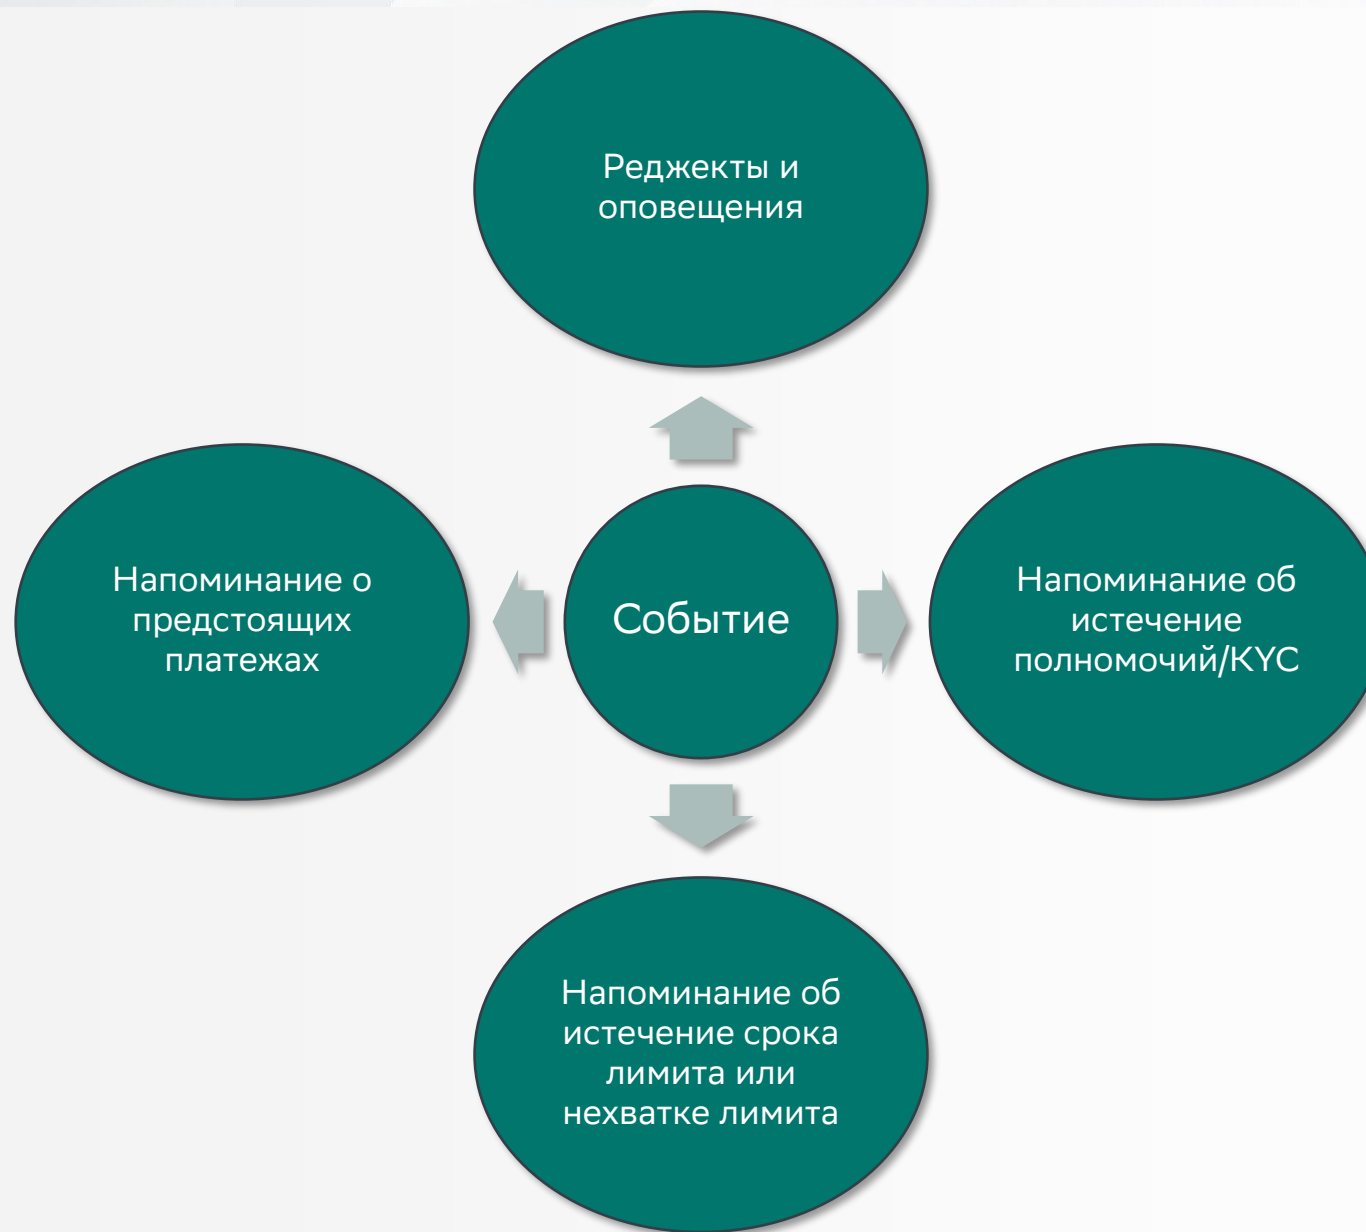 Реджекты и
оповещения
Напоминание о
предстоящих
платежах
Событие
Напоминание об
истечение
полномочий/KYC
Напоминание об
истечение срока
лимита или
нехватке лимита